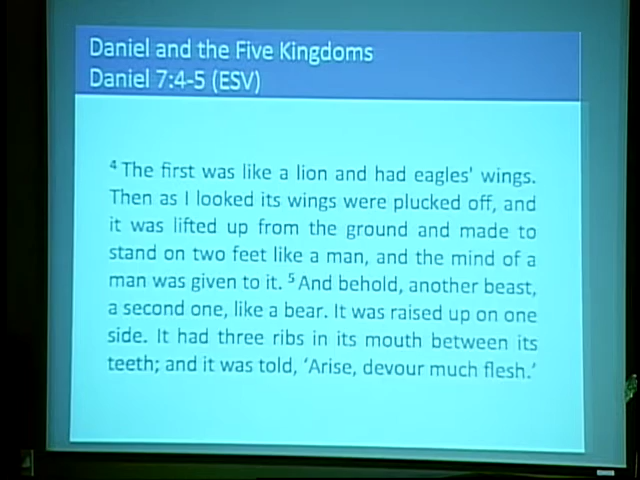 Daniel and the Five Kingdoms
Daniel 7:4-5 (ESV)
4 The first was like a lion and had eagles' wings.
Then as I looked its wings were plucked off, and
it was lifted up from the ground and made to
stand on two feet like a man, and the mind of a
man was given to it. 5 And behold, another beast,
a second one, like a bear. It was raised up on one
side. It had three ribs in its mouth between its
teeth; and it was told, ‘Arise, devour much flesh.’